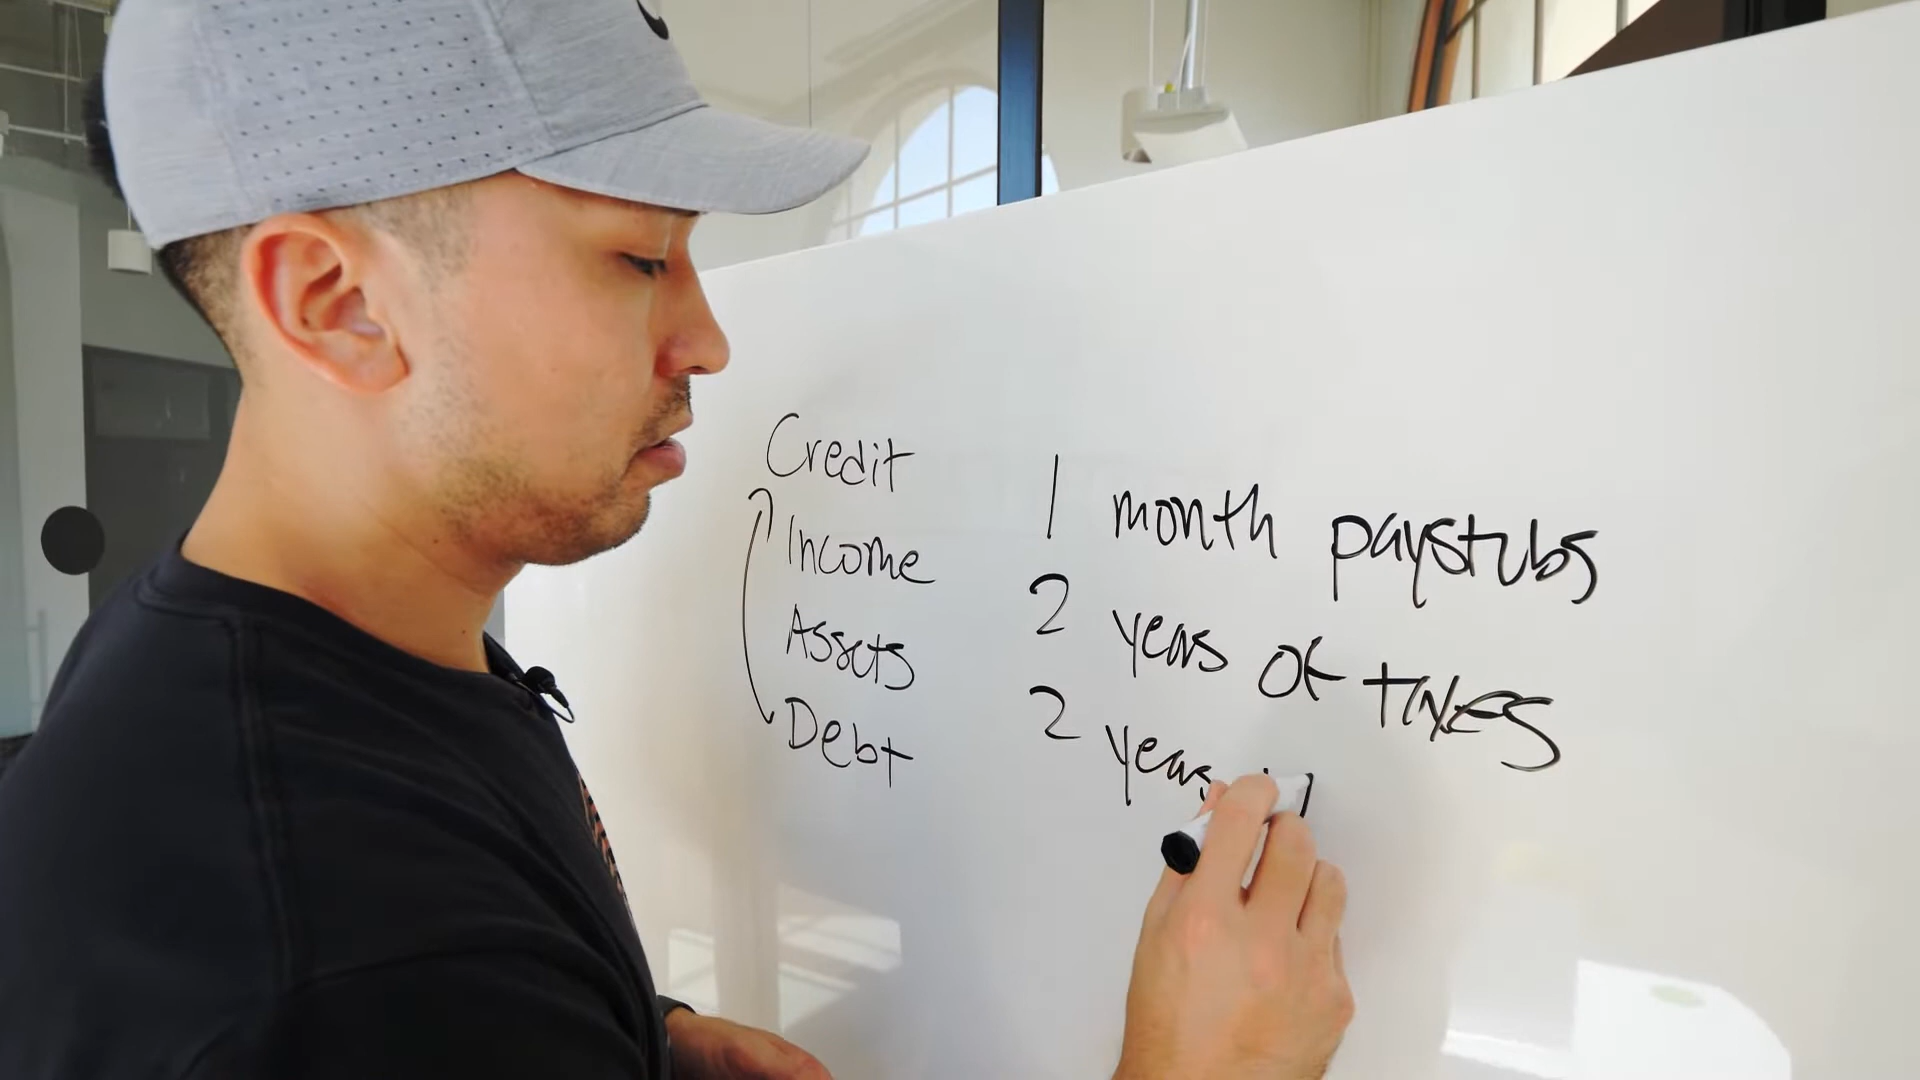 Credit
Income
Assets
Debt
1 month paystubs
2 years of taxes
2 years